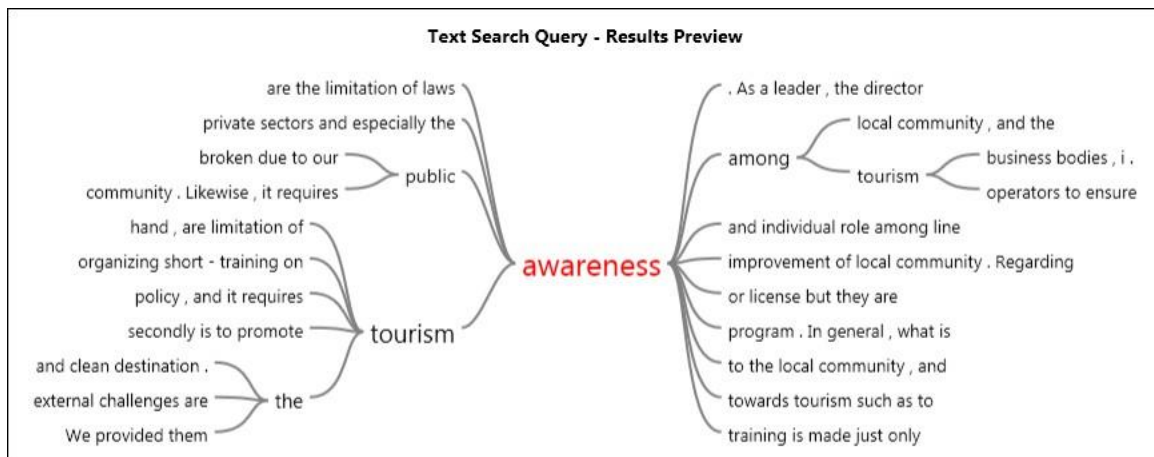 Text Search Query - Results Preview
are the limitation of laws
private sectors and especially the
broken due to our
community . Likewise , it requires
public
hand , are limitation of
organizing short - training on
policy , and it requires
secondly is to promote
tourism
and clean destination .
external challenges are
We provided them
the
awareness
. As a leader , the director
among
local community , and the
tourism
business bodies , i .
operators to ensure
and individual role among line
improvement of local community . Regarding
or license but they are
program . In general , what is
to the local community , and
towards tourism such as to
training is made just only